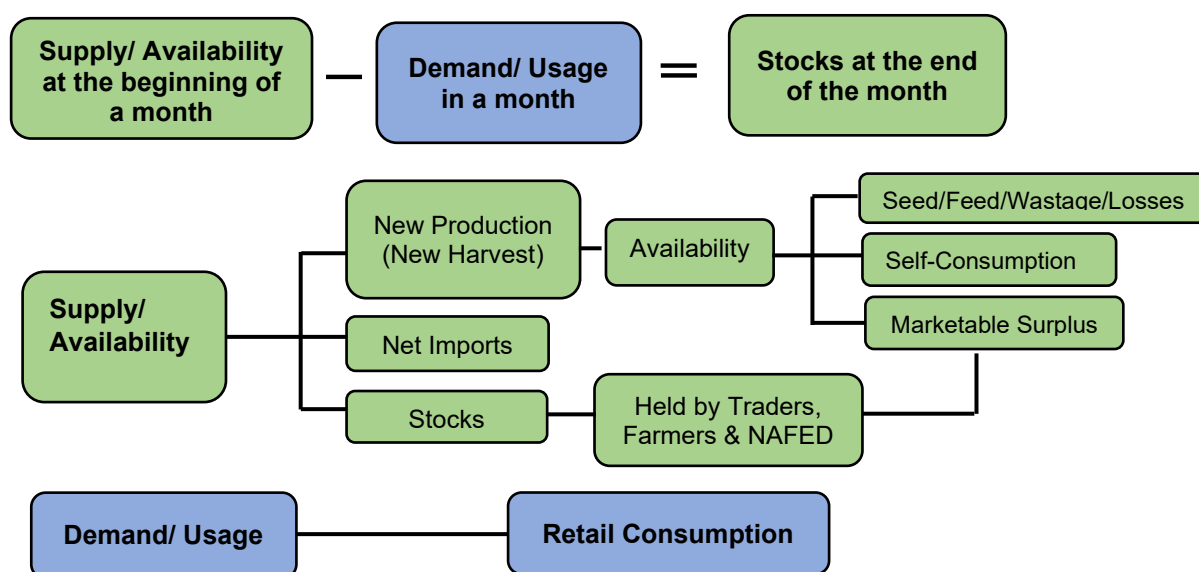 Supply/ Availability
at the beginning of
a month
—
Demand/ Usage
in a month
=
Stocks at the end
of the month
New Production
(New Harvest)
Availability
Seed/Feed/Wastage/Losses
Self-Consumption
Marketable Surplus
Supply/
Availability
Net Imports
Stocks
Held by Traders,
Farmers & NAFED
Demand/ Usage
Retail Consumption